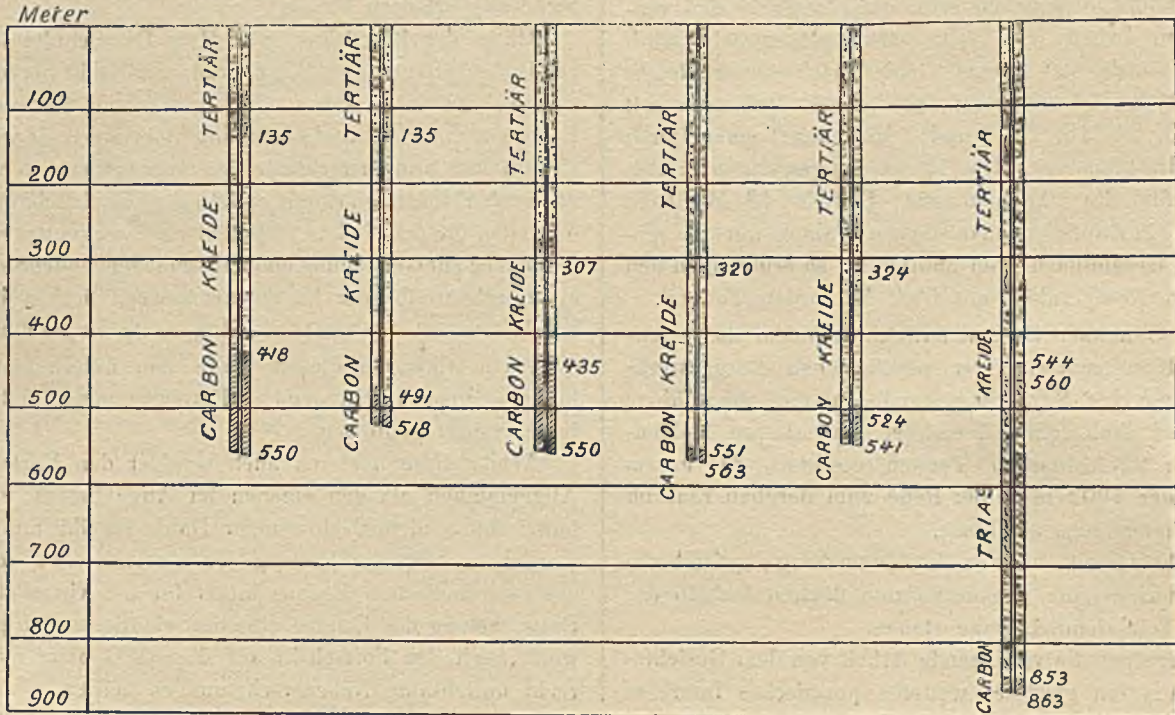 Meter
100
200
300
400
500
600
700
800
900
TERTIÄR
KREIDE
CARBON
135
418
550
TERTIÄR
KREIDE
CARBON
135
491
518
TERTIÄR
KREIDE
CARBON
307
435
550
TERTIÄR
KREIDE
CARBON
320
551
563
TERTIÄR
KREIDE
CARBON
324
524
541
TERTIÄR
KREIDE.
TRIAS
CARBON
544
560
853
863